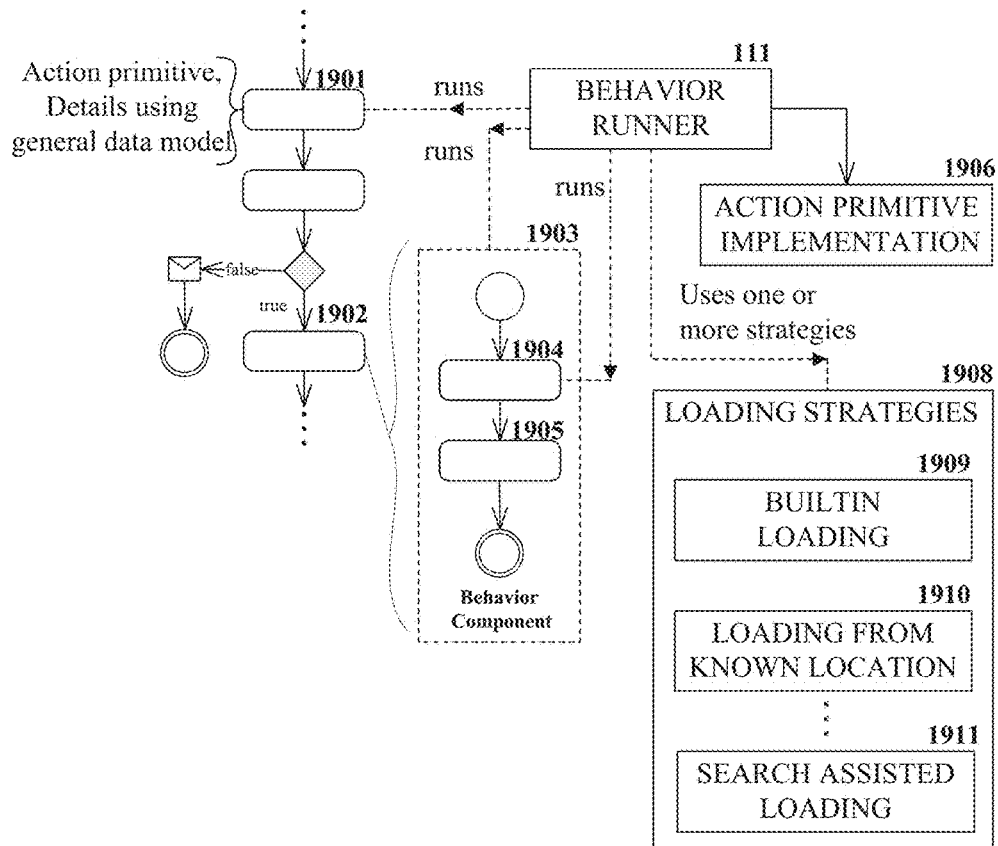 1901
Action primitive,
Details using
general data model
runs
111
BEHAVIOR
RUNNER
runs
runs
1906
ACTION PRIMITIVE
IMPLEMENTATION
1903
false
true
1902
Uses one or
more strategies
1904
1905
Behavior
Component
1908
LOADING STRATEGIES
1909
BUILTIN
LOADING
1910
LOADING FROM
KNOWN LOCATION
1911
SEARCH ASSISTED
LOADING